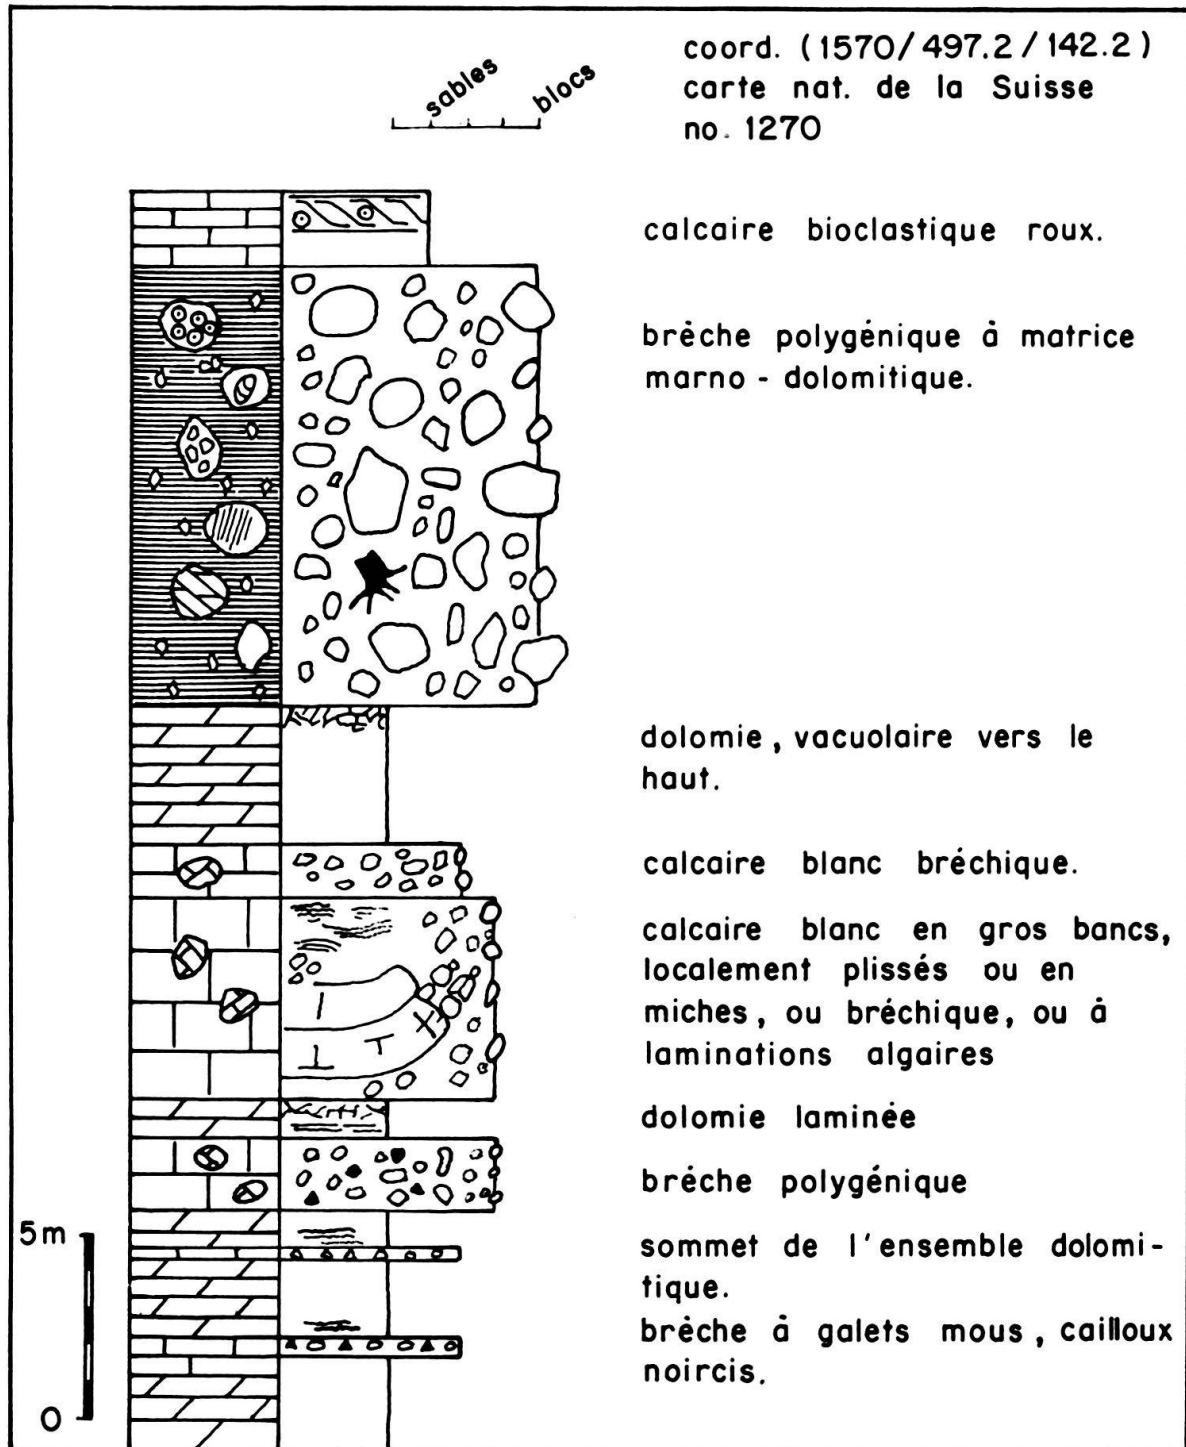 coord. (1570/497.2/142.2)
carte nat. de la Suisse
no. 1270
sables
blocs
calcaire bioclastique roux.
brèche polygénique à matrice
marno-dolomitique.
dolomie, vacuolaire vers le
haut.
calcaire blanc bréchique.
calcaire blanc en gros bancs,
localement plissés ou en
miches, ou bréchique, ou à
laminations algaires
dolomie laminée
brèche polygénique
5m
sommet de l'ensemble dolomi-
tique.
brèche à galets mous, cailloux
noircis.
0